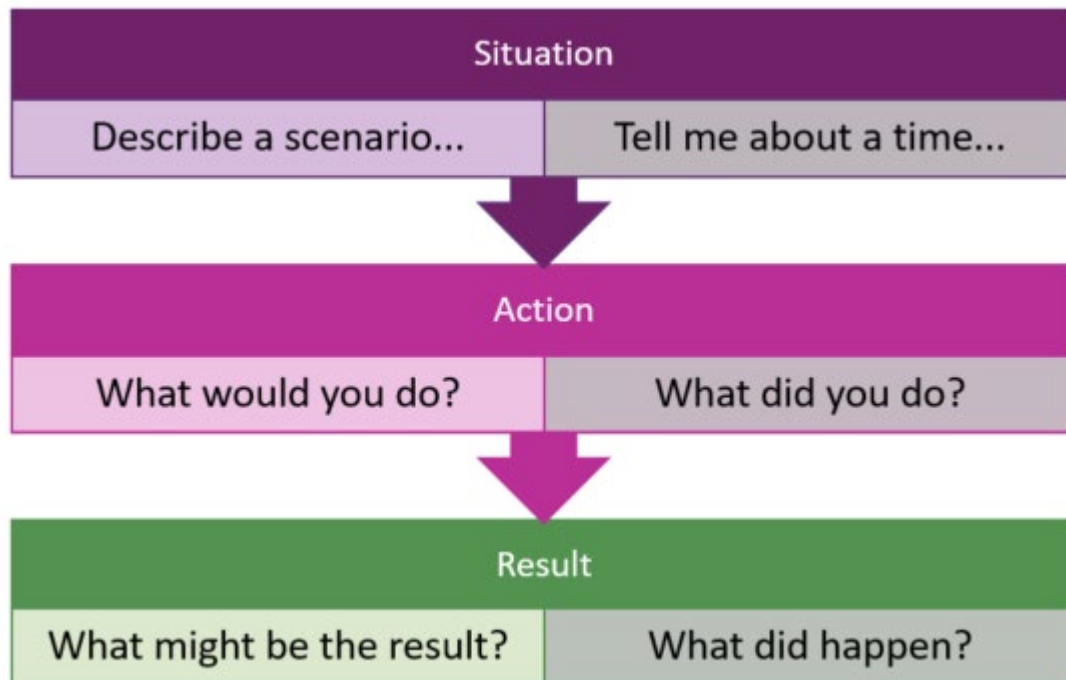 Situation
Describe a scenario... Tell me about a time...
Action
What would you do? What did you do?
Result
What might be the result? What did happen?